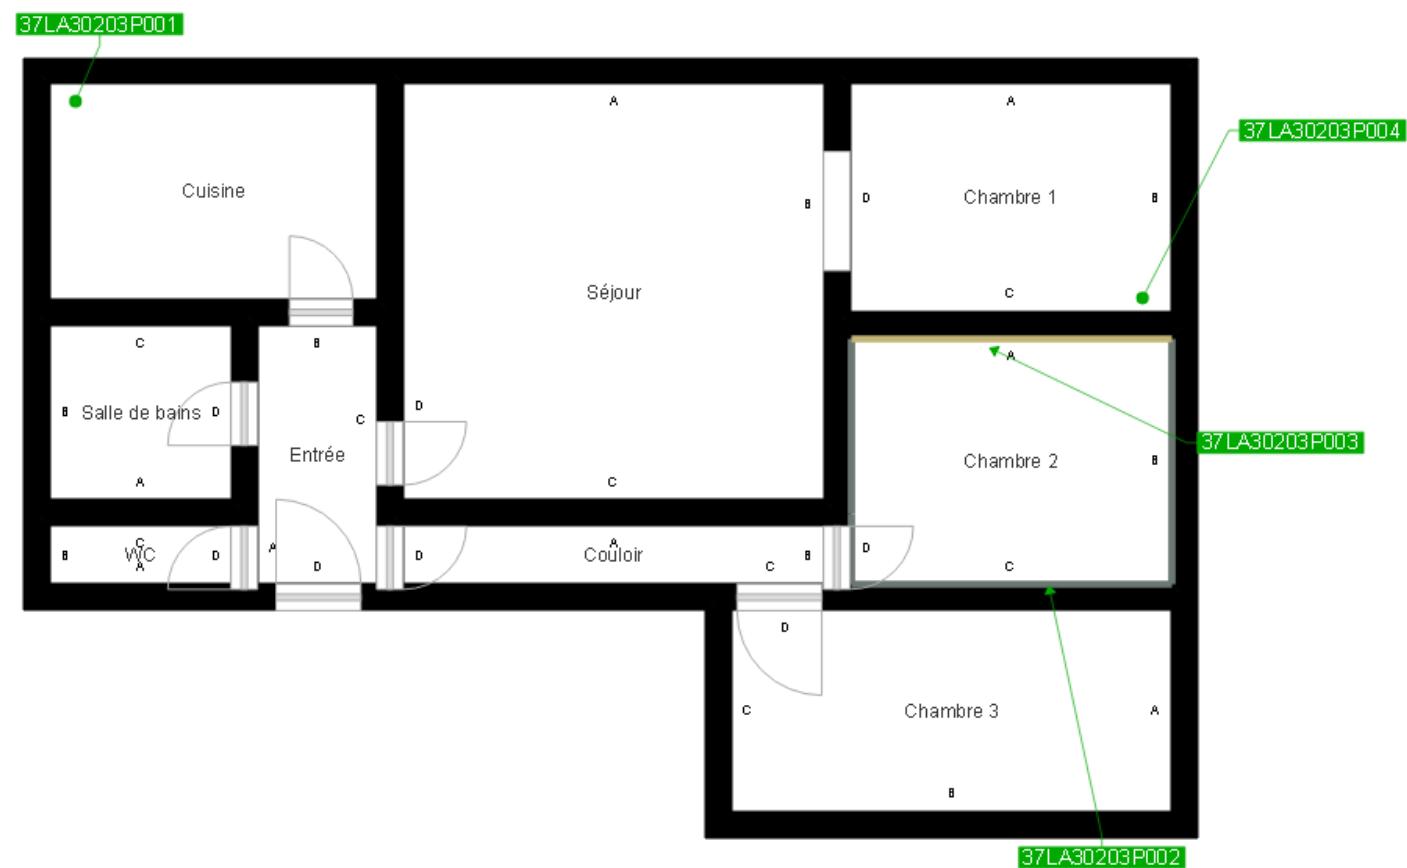 37LA30203P001
A
A
37LA30203P004
Cuisine
B
D
Chambre 1
B
Séjour
C
C
B
A
D
C
B
Salle de bains
D
37LA30203P003
Entrée
Chambre 2
B
A
C
C
B
WC
A
D
A
D
D
A
Couloir
B
C
D
C
D
C
Chambre 3
A
B
37LA30203P002